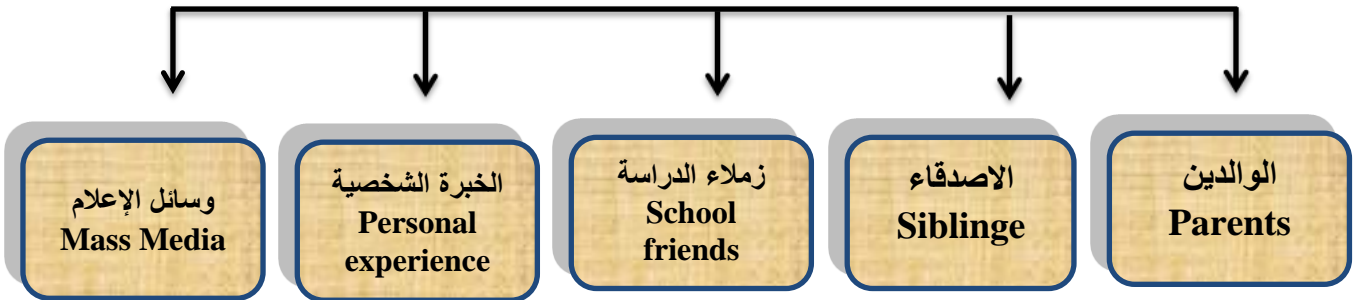 الوالدين
Parents
الاصدقاء
Siblinge
زملاء الدراسة
School
friends
الخبرة الشخصية
Personal
experience
وسائل الإعلام
Mass Media